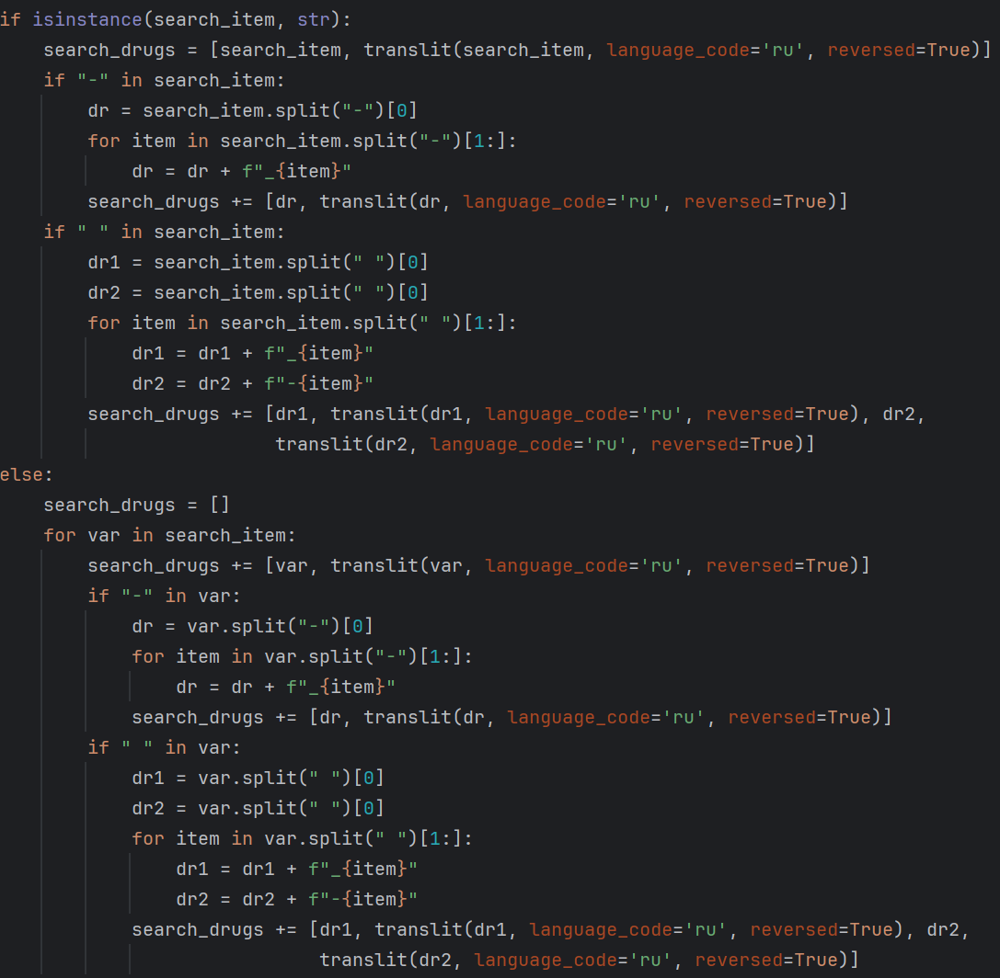 if isinstance(search_item, str):
    search_drugs = [search_item, translit(search_item, language_code='ru', reversed=True)]
    if "-" in search_item:
        dr = search_item.split("-")[0]
        for item in search_item.split("-")[1:]:
            dr = dr + f"_{item}"
        search_drugs += [dr, translit(dr, language_code='ru', reversed=True)]
    if " " in search_item:
        dr1 = search_item.split(" ")[0]
        dr2 = search_item.split(" ")[0]
        for item in search_item.split(" ")[1:]:
            dr1 = dr1 + f"_{item}"
            dr2 = dr2 + f"-{item}"
        search_drugs += [dr1, translit(dr1, language_code='ru', reversed=True), dr2,
                         translit(dr2, language_code='ru', reversed=True)]
else:
    search_drugs = []
    for var in search_item:
        search_drugs += [var, translit(var, language_code='ru', reversed=True)]
        if "-" in var:
            dr = var.split("-")[0]
            for item in var.split("-")[1:]:
                dr = dr + f"_{item}"
            search_drugs += [dr, translit(dr, language_code='ru', reversed=True)]
        if " " in var:
            dr1 = var.split(" ")[0]
            dr2 = var.split(" ")[0]
            for item in var.split(" ")[1:]:
                dr1 = dr1 + f"_{item}"
                dr2 = dr2 + f"-{item}"
            search_drugs += [dr1, translit(dr1, language_code='ru', reversed=True), dr2,
                             translit(dr2, language_code='ru', reversed=True)]